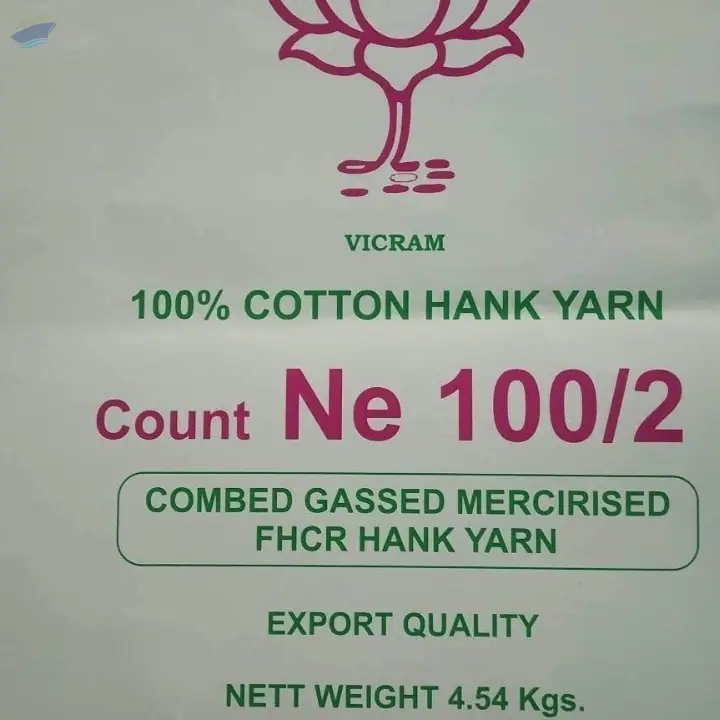 VICRAM
100% COTTON HANK YARN
Count Ne 100/2
COMBED GASSED MERCIRISED
FHCR HANK YARN
EXPORT QUALITY
NETT WEIGHT 4.54 Kgs.